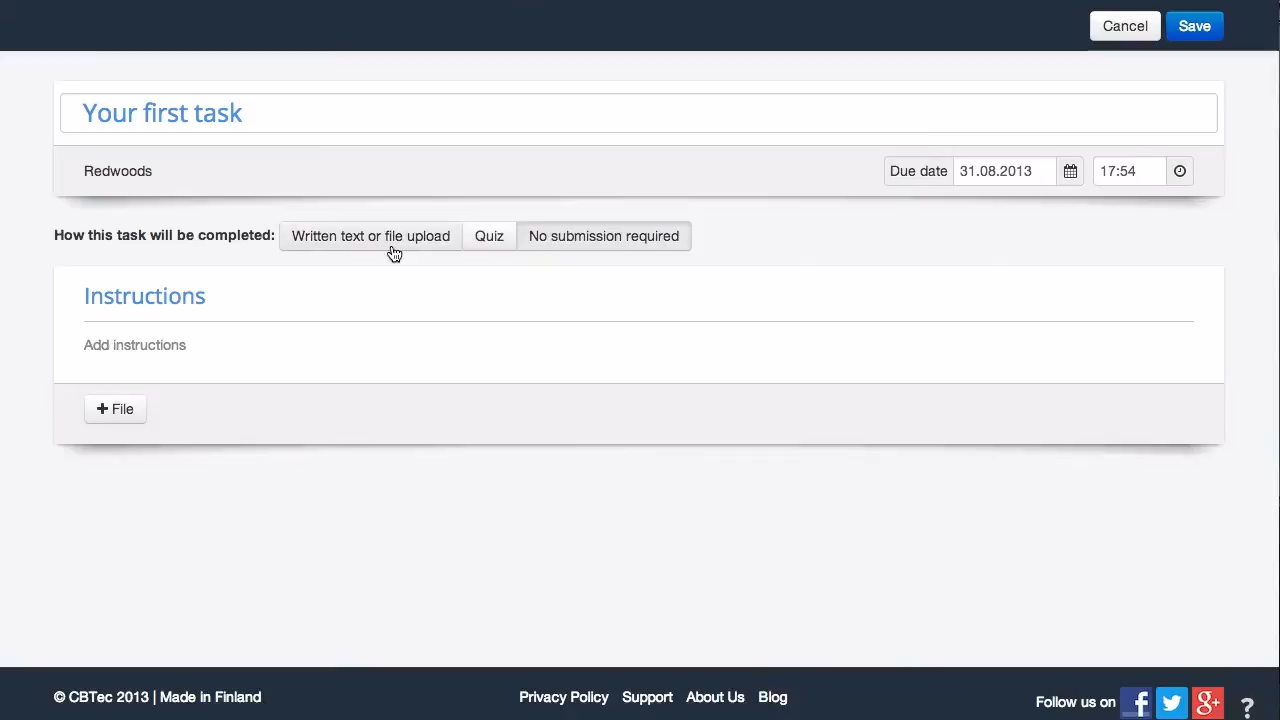 Cancel
Save
Your first task
Redwoods
Due date 31.08.2013 17:54
How this task will be completed: Written text or file upload Quiz No submission required
Instructions
Add instructions
+ File
© CBTec 2013 | Made in Finland
Privacy Policy Support About Us Blog
Follow us on
f
g+
?